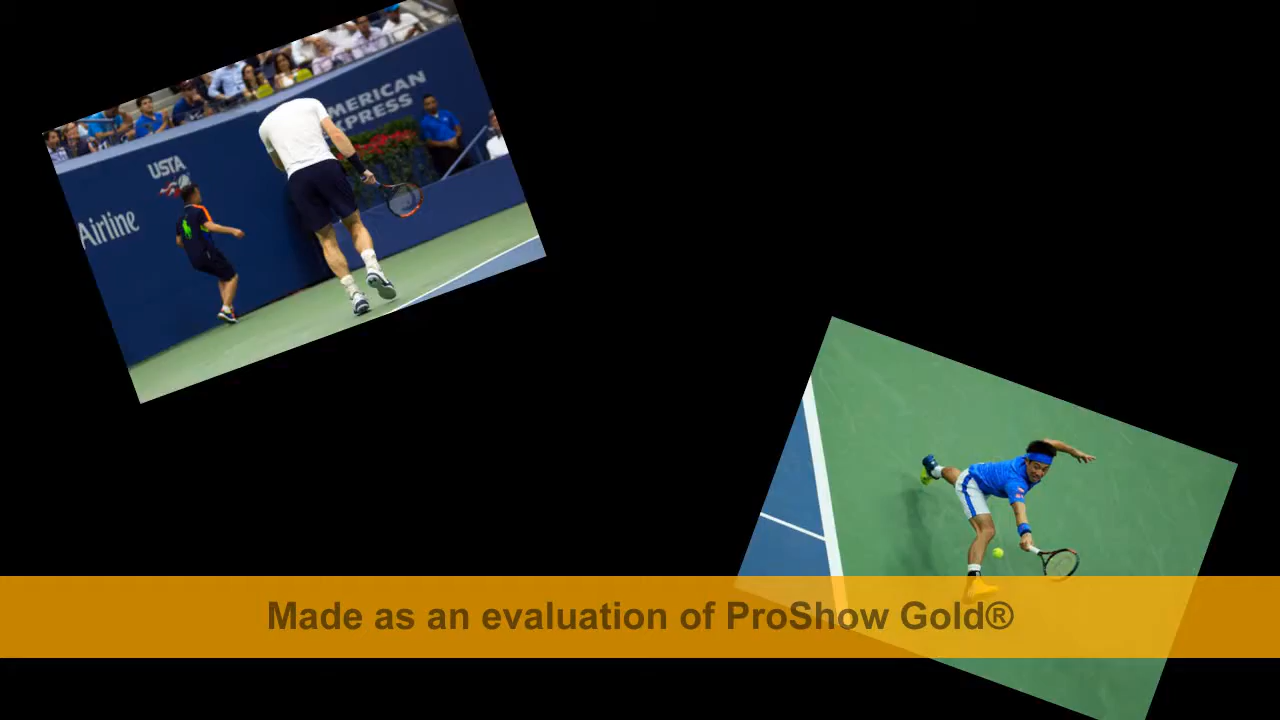 AMERICAN
EXPRESS
USTA
Airline
Made as an evaluation of ProShow Gold®